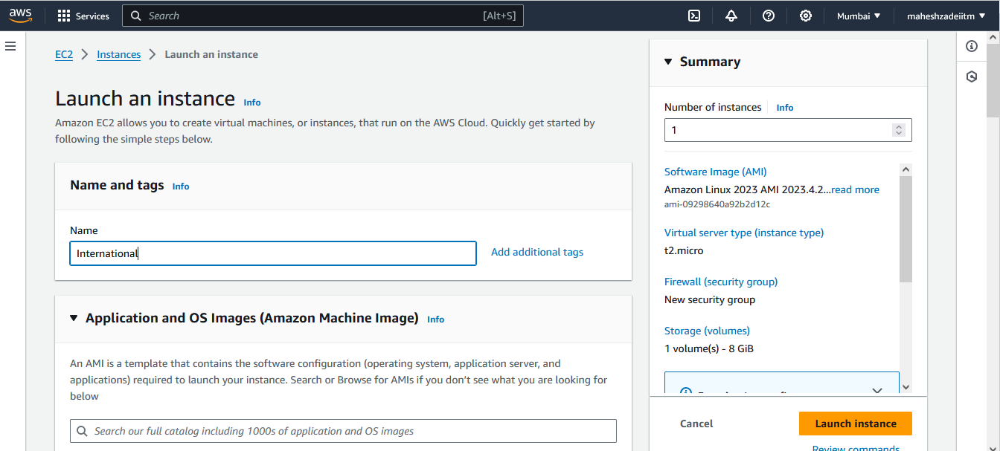 aws Services Search [Alt+S] Mumbai maheshzadeiitm
EC2 Instances Launch an instance
Launch an instance Info
Amazon EC2 allows you to create virtual machines, or instances, that run on the AWS Cloud. Quickly get started by
following the simple steps below.
Name and tags Info
Name
International
Add additional tags
Application and OS Images (Amazon Machine Image) Info
An AMI is a template that contains the software configuration (operating system, application server, and
applications) required to launch your instance. Search or Browse for AMIs if you don't see what you are looking for
below
Search our full catalog including 1000s of application and OS images
Summary
Number of instances Info
1
Software Image (AMI)
Amazon Linux 2023 AMI 2023.4.2...read more
ami-09298640a92b2d12c
Virtual server type (instance type)
t2.micro
Firewall (security group)
New security group
Storage (volumes)
1 volume(s) - 8 GiB
Cancel
Launch instance
Review commands